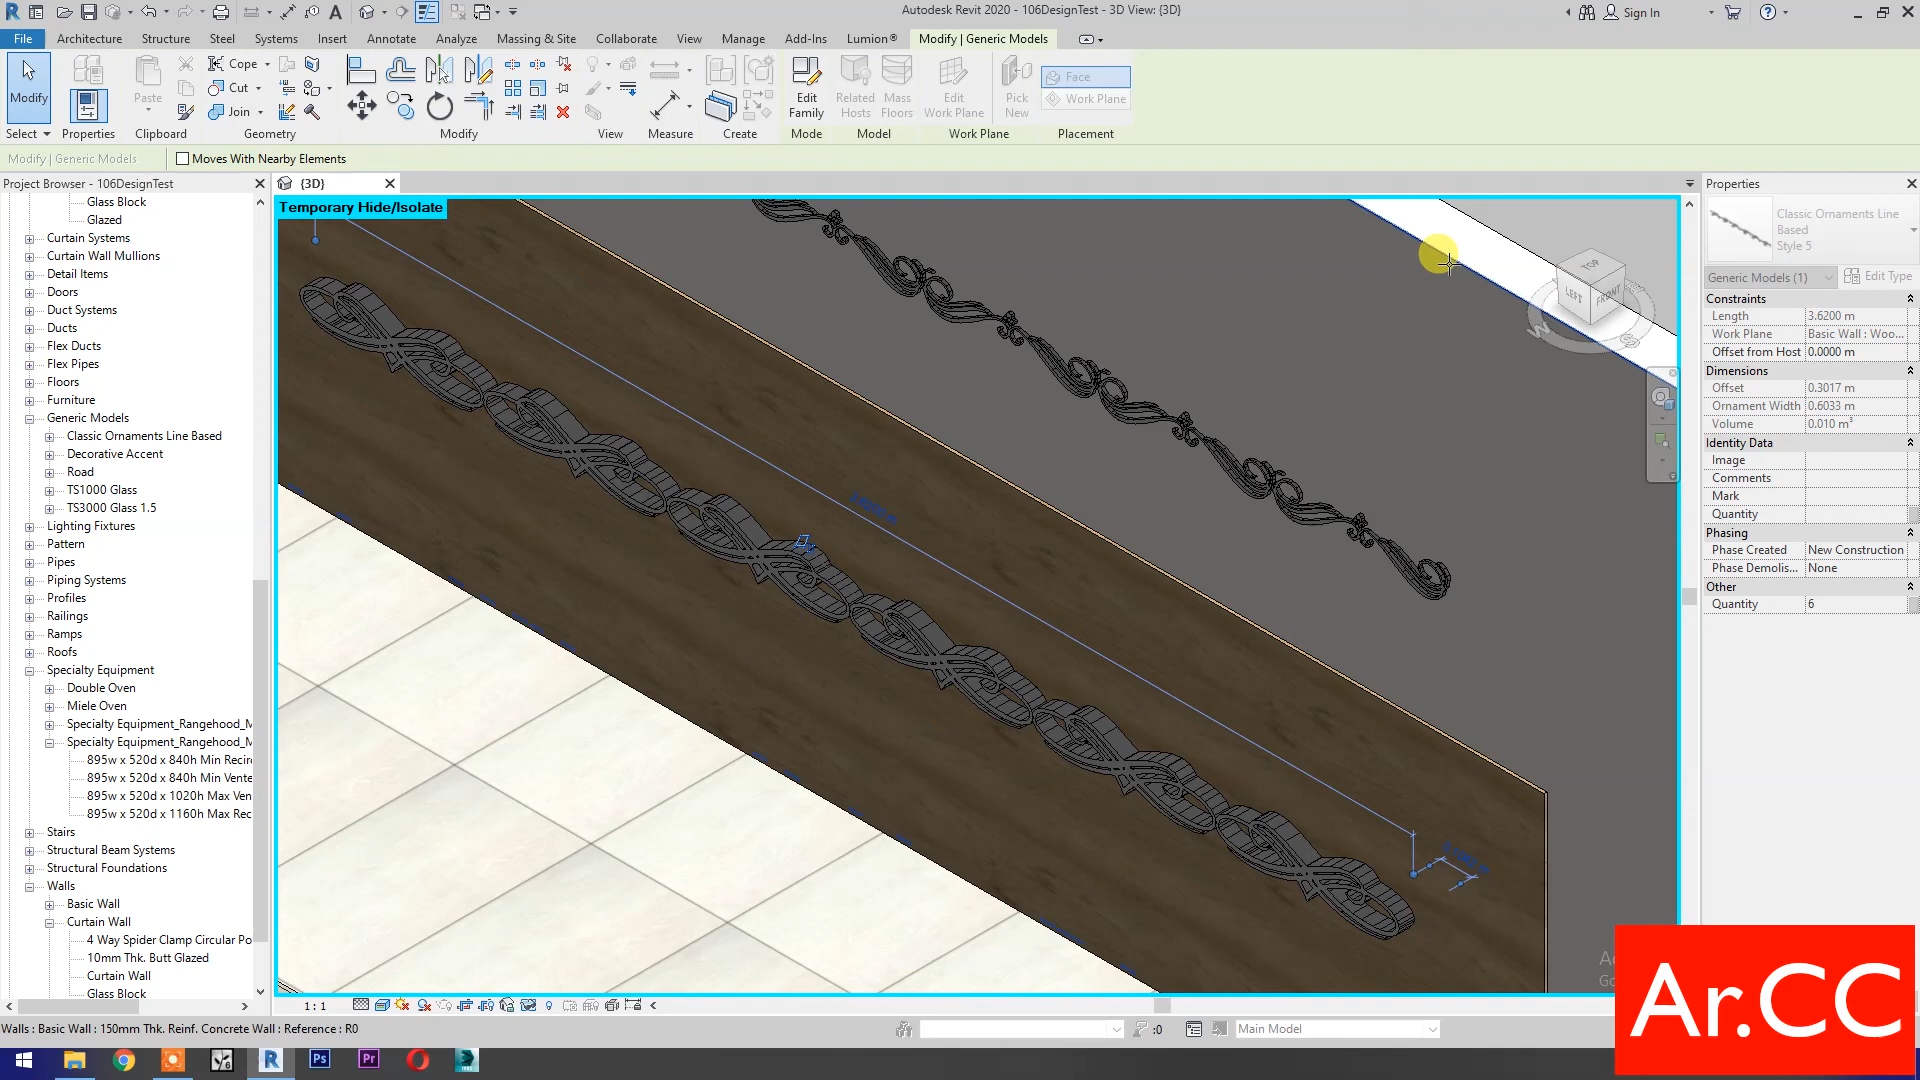 Autodesk Revit 2020 - 106DesignTest - 3D View: {3D}
Sign In
File
Architecture
Structure
Steel
Systems
Insert
Annotate
Analyze
Massing & Site
Collaborate
View
Manage
Add-Ins
Lumion®
Modify | Generic Models
Modify
Paste
Cope
Cut
Join
Edit
Family
Related
Hosts
Mass
Floors
Edit
Work Plane
Pick
New
Face
Work Plane
Select
Properties
Clipboard
Geometry
Modify
View
Measure
Create
Mode
Model
Work Plane
Placement
Modify | Generic Models
Moves With Nearby Elements
Project Browser - 106DesignTest
Glass Block
Glazed
Curtain Systems
Curtain Wall Mullions
Detail Items
Doors
Duct Systems
Ducts
Flex Ducts
Flex Pipes
Floors
Furniture
Generic Models
Classic Ornaments Line Based
Decorative Accent
Road
TS1000 Glass
TS3000 Glass 1.5
Lighting Fixtures
Pattern
Pipes
Piping Systems
Profiles
Railings
Ramps
Roofs
Specialty Equipment
Double Oven
Miele Oven
Specialty Equipment_Rangehood_M
Specialty Equipment_Rangehood_M
895w x 520d x 840h Min Recir
895w x 520d x 840h Min Vente
895w x 520d x 1020h Max Ven
895w x 520d x 1160h Max Rec
Stairs
Structural Beam Systems
Structural Foundations
Walls
Basic Wall
Curtain Wall
4 Way Spider Clamp Circular Po
10mm Thk. Butt Glazed
Curtain Wall
Glass Block
{3D}
Temporary Hide/Isolate
TOP
LEFT
FRONT
W
S
Properties
Classic Ornaments Line
Based
Style 5
Generic Models (1)
Edit Type
Constraints
Length 3.6200 m
Work Plane Basic Wall : Woo...
Offset from Host 0.0000 m
Dimensions
Offset 0.3017 m
Ornament Width 0.6033 m
Volume 0.010 m³
Identity Data
Image
Comments
Mark
Quantity
Phasing
Phase Created New Construction
Phase Demolis... None
Other
Quantity 6
1 : 1
Walls : Basic Wall : 150mm Thk. Reinf. Concrete Wall : Reference : R0
:0
Main Model
Ps
Pr
Ar.CC